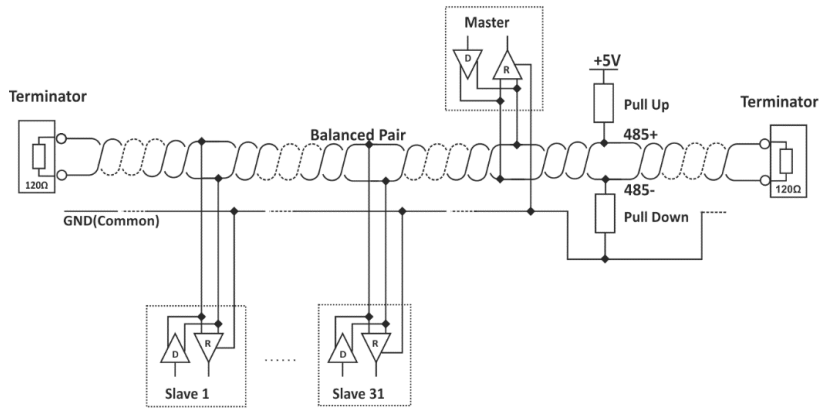 Master
D
R
+5V
Terminator
Pull Up
Terminator
Balanced Pair
485+
120Ω
120Ω
485-
GND(Common)
Pull Down
D
R
D
R
......
Slave 1
Slave 31